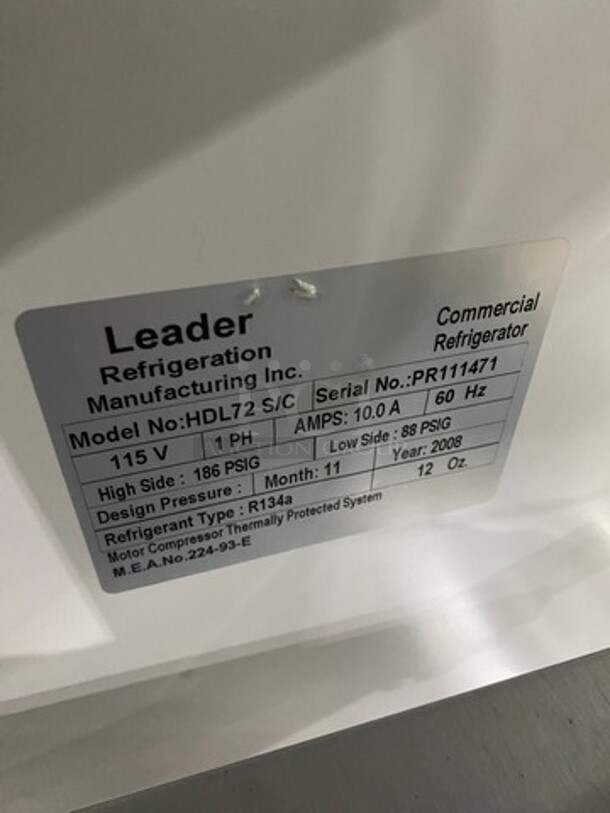 Leader
Refrigeration
Manufacturing Inc.
Commercial
Refrigerator
Model No:HDL72 S/C Serial No.:PR111471
115 V 1 PH AMPS: 10.0 A 60 Hz
High Side : 186 PSIG Low Side : 88 PSIG
Design Pressure : Month: 11 Year: 2008
Refrigerant Type : R134a 12 Oz.
Motor Compressor Thermally Protected System
M.E.A.No.224-93-E
AUCTION GROUP